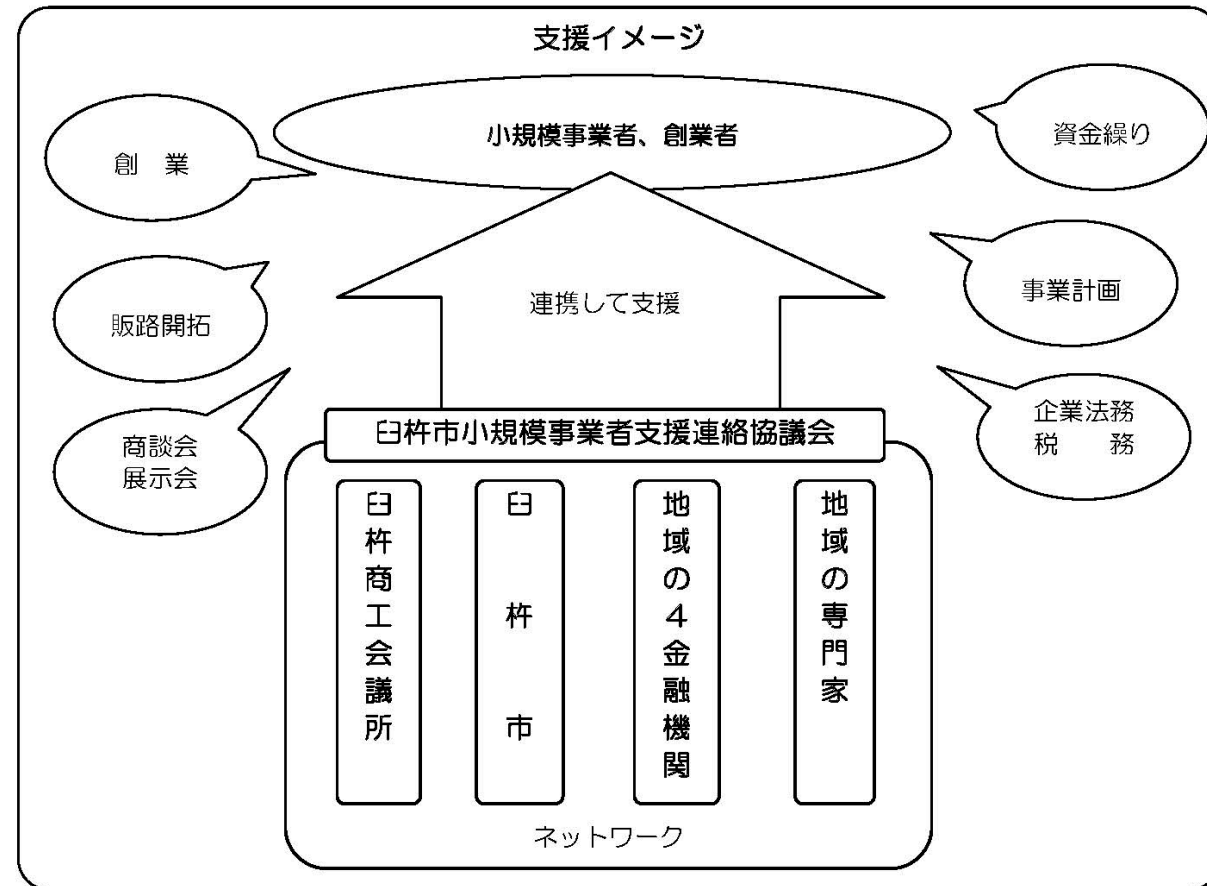 支援イメージ
小規模事業者、創業者
創　業
資金繰り
販路開拓
連携して支援
事業計画
商談会
展示会
企業法務
税　　務
臼杵市小規模事業者支援連絡協議会
臼杵商工会議所
臼　杵　市
地域の４金融機関
地域の専門家
ネットワーク